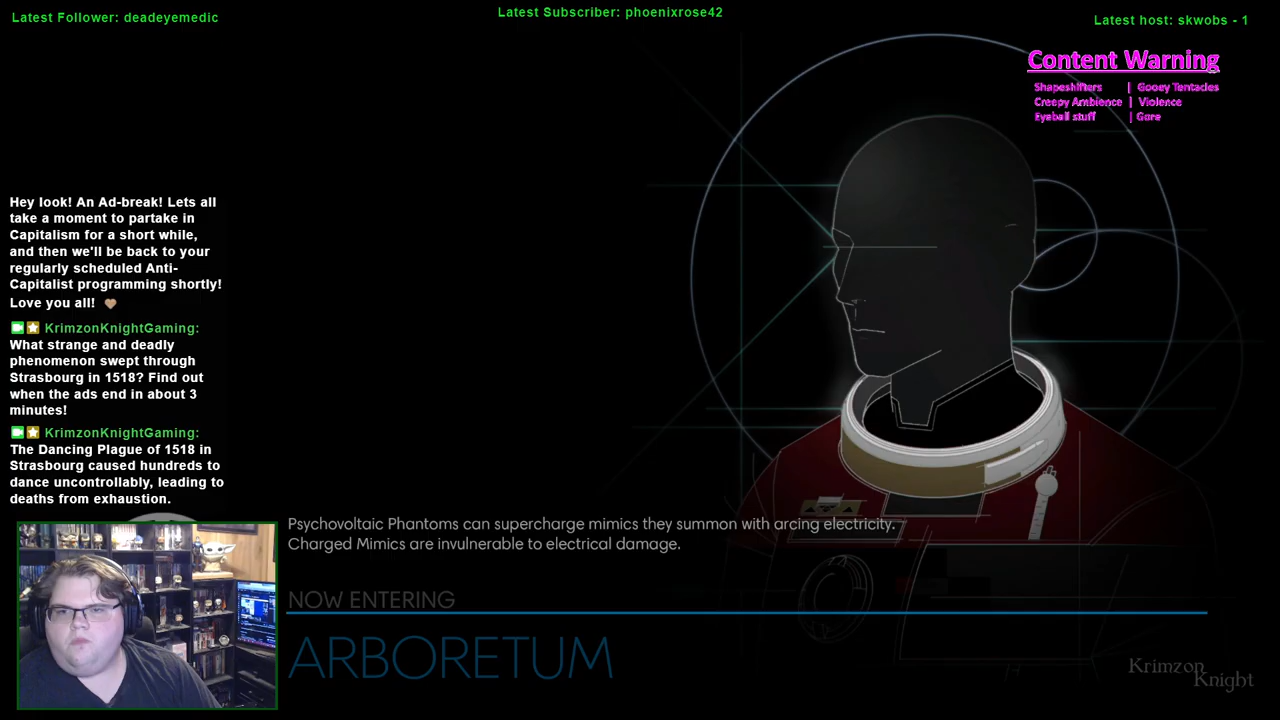 Latest Follower: deadeyemedic
Latest Subscriber: phoenixrose42
Latest host: skwobs - 1
Content Warning
Shapeshifters | Gooey Tentacles
Creepy Ambience | Violence
Eyeball stuff | Gore
Hey look! An Ad-break! Lets all
take a moment to partake in
Capitalism for a short while,
and then we'll be back to your
regularly scheduled Anti-
Capitalist programming shortly!
Love you all!
KrimzonKnightGaming:
What strange and deadly
phenomenon swept through
Strasbourg in 1518? Find out
when the ads end in about 3
minutes!
KrimzonKnightGaming:
The Dancing Plague of 1518 in
Strasbourg caused hundreds to
dance uncontrollably, leading to
deaths from exhaustion.
Psychovoltaic Phantoms can supercharge mimics they summon with arcing electricity.
Charged Mimics are invulnerable to electrical damage.
NOW ENTERING
ARBORETUM
Krimzon
Knight